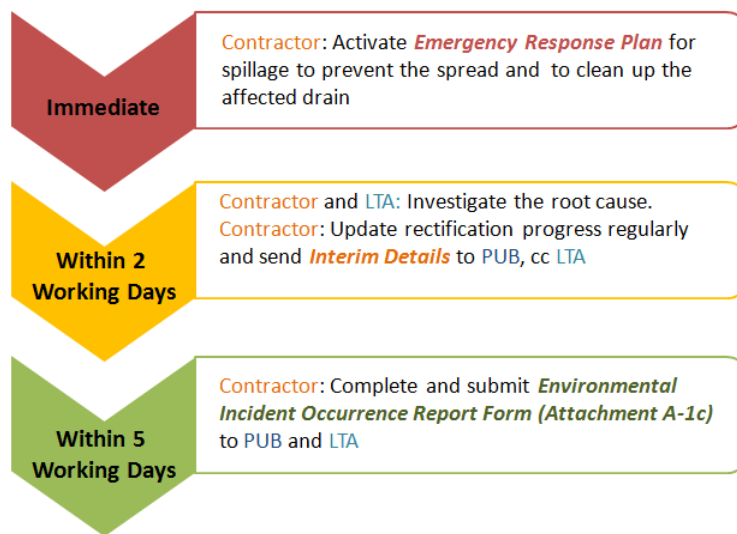 Immediate
Contractor: Activate Emergency Response Plan for
spillage to prevent the spread and to clean up the
affected drain
Within 2
Working Days
Contractor and LTA: Investigate the root cause.
Contractor: Update rectification progress regularly
and send Interim Details to PUB, cc LTA
Within 5
Working Days
Contractor: Complete and submit Environmental
Incident Occurrence Report Form (Attachment A-1c)
to PUB and LTA